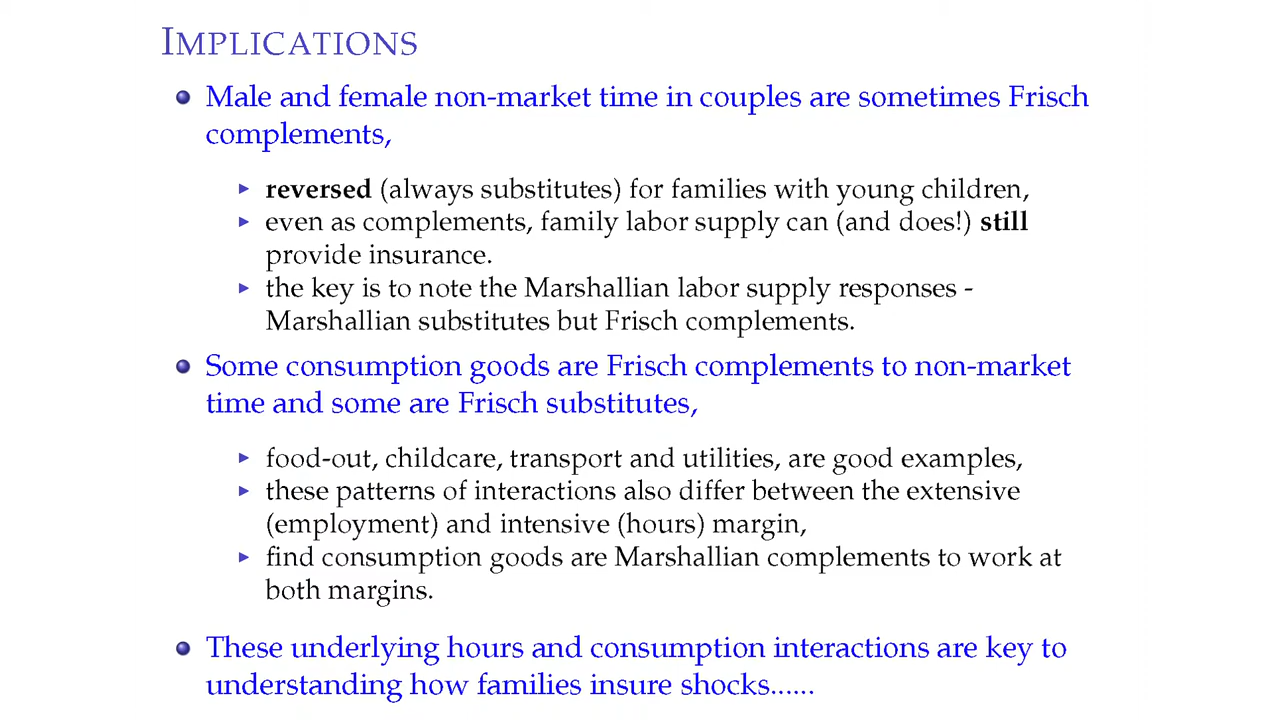 IMPLICATIONS
Male and female non-market time in couples are sometimes Frisch
complements,
reversed (always substitutes) for families with young children,
even as complements, family labor supply can (and does!) still
provide insurance.
the key is to note the Marshallian labor supply responses -
Marshallian substitutes but Frisch complements.
Some consumption goods are Frisch complements to non-market
time and some are Frisch substitutes,
food-out, childcare, transport and utilities, are good examples,
these patterns of interactions also differ between the extensive
(employment) and intensive (hours) margin,
find consumption goods are Marshallian complements to work at
both margins.
These underlying hours and consumption interactions are key to
understanding how families insure shocks......